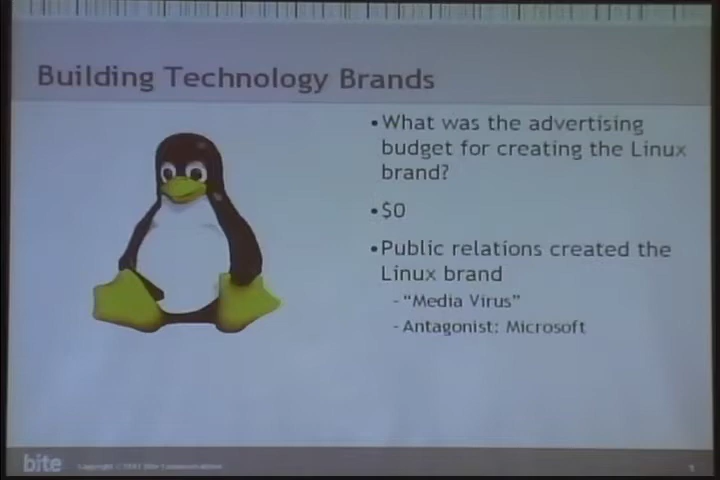 Building Technology Brands
•What was the advertising
budget for creating the Linux
brand?
•$0
•Public relations created the
Linux brand
-"Media Virus"
-Antagonist: Microsoft
bite